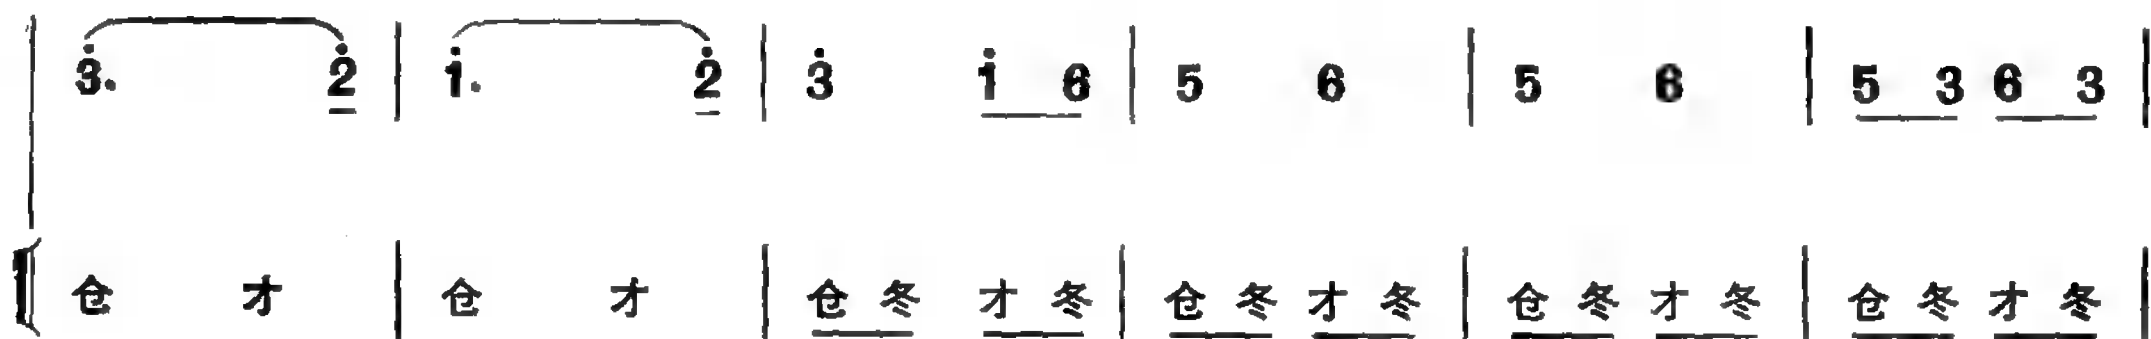 3̇. 2̇ | 1̇. 2̇ | 3̇ 1̇ 6 | 5 6 | 5 6 | 5 3 6 3 |
仓 才 | 仓 才 | 仓 冬 才 冬 | 仓 冬 才 冬 | 仓 冬 才 冬 | 仓 冬 才 冬 |